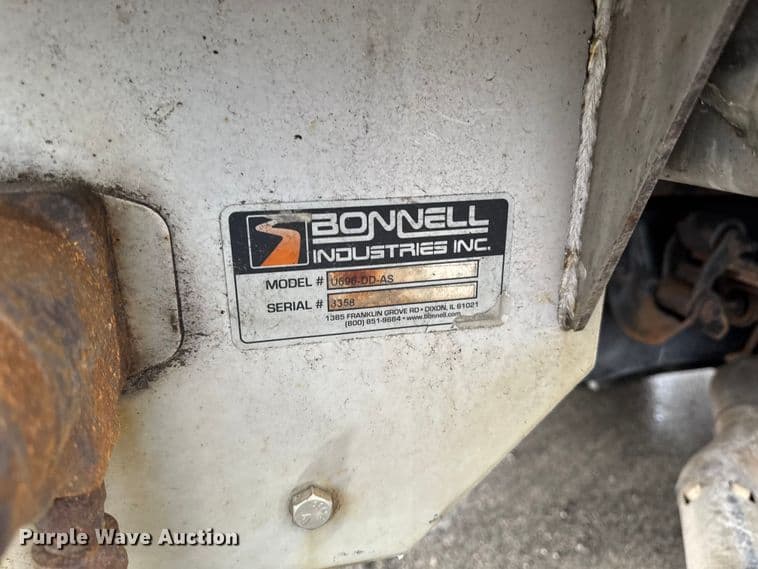 BONNELL
INDUSTRIES INC.
MODEL # U696-DD-AS
SERIAL # 3358
1385 FRANKLIN GROVE RD • DIXON, IL 61021
(800) 851-9664 • www.bonnell.com
Purple Wave Auction